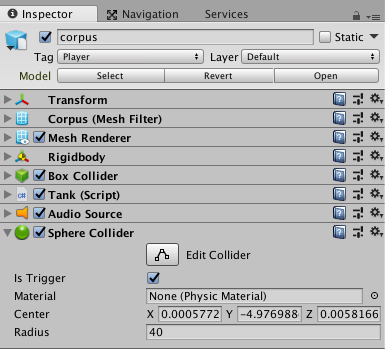 Inspector Navigation Services
corpus Static
Tag Player Layer Default
Model Select Revert Open
Transform
Corpus (Mesh Filter)
Mesh Renderer
Rigidbody
Box Collider
Tank (Script)
Audio Source
Sphere Collider
Edit Collider
Is Trigger
Material None (Physic Material)
Center X 0.0005772 Y -4.976988 Z 0.0058166
Radius 40